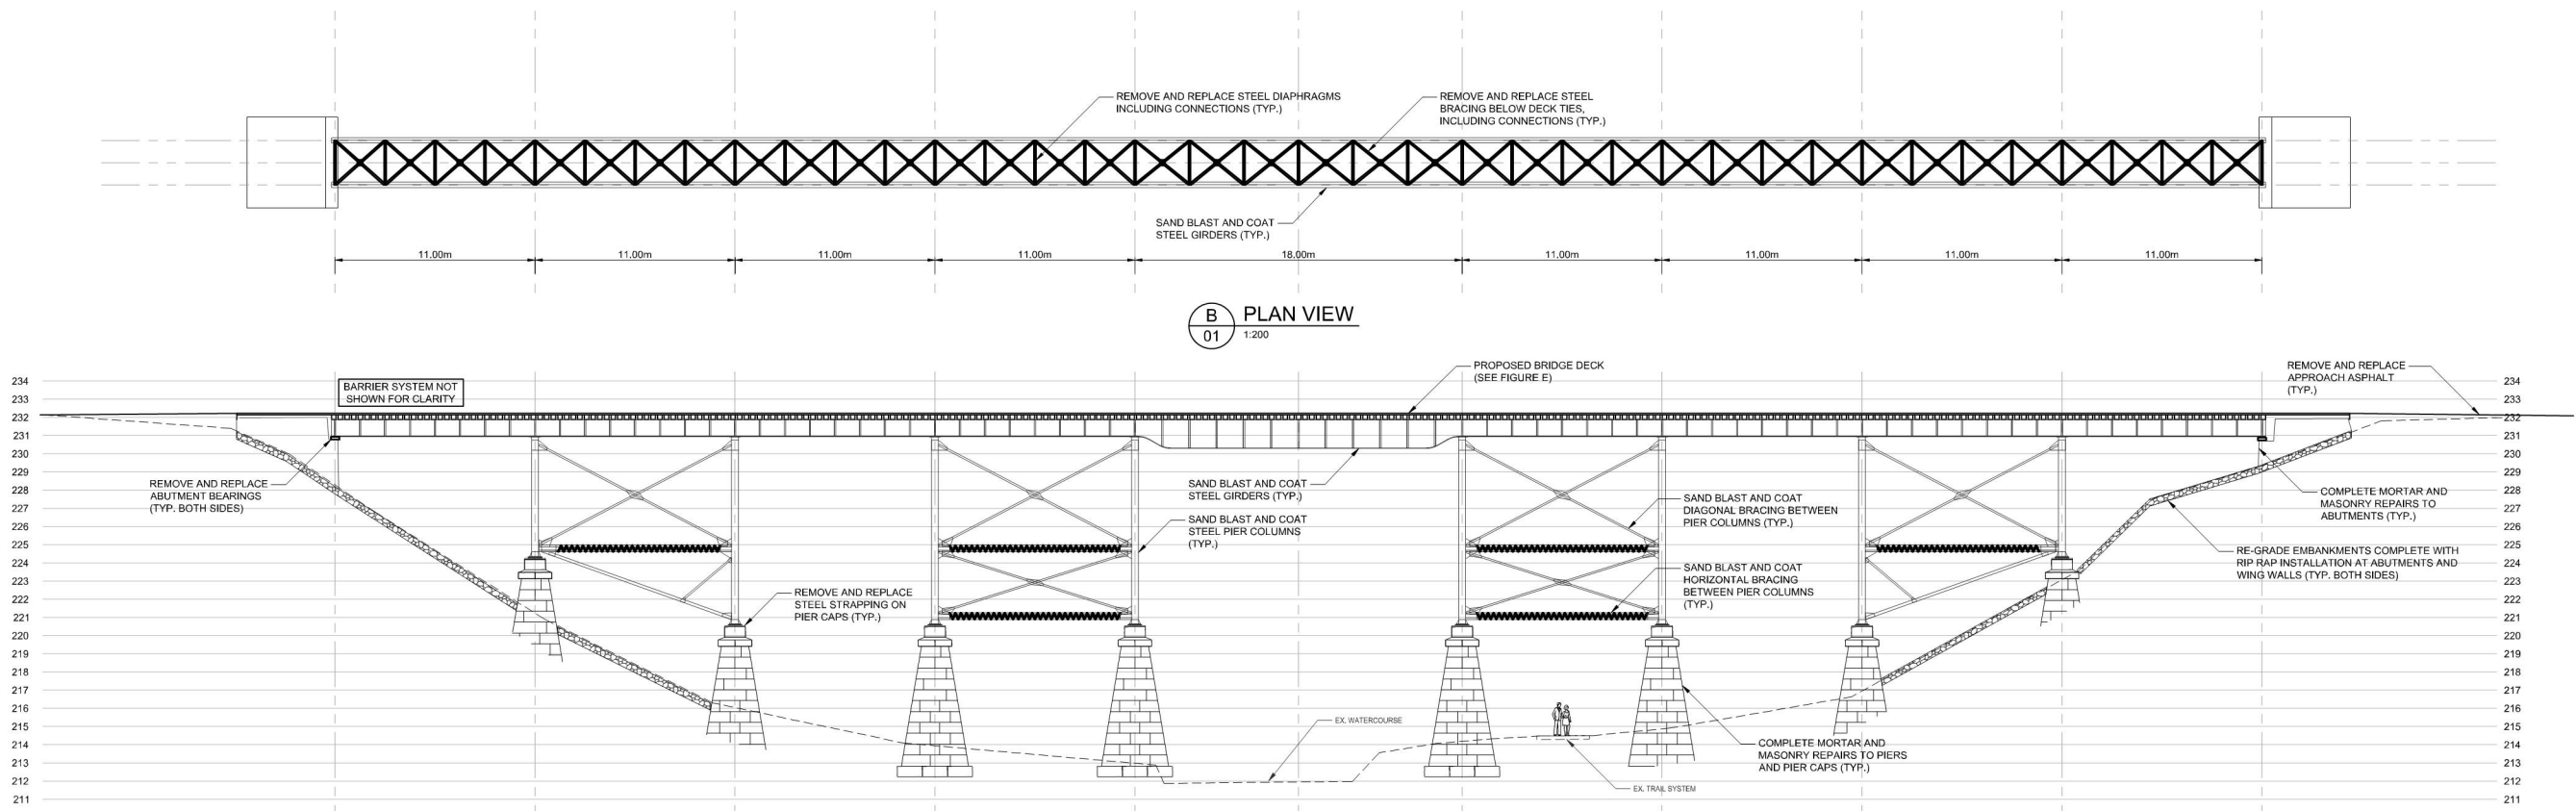 REMOVE AND REPLACE STEEL DIAPHRAGMS
INCLUDING CONNECTIONS (TYP.)
REMOVE AND REPLACE STEEL
BRACING BELOW DECK TIES,
INCLUDING CONNECTIONS (TYP.)
SAND BLAST AND COAT
STEEL GIRDERS (TYP.)
11.00m
11.00m
11.00m
11.00m
18.00m
11.00m
11.00m
11.00m
11.00m
B
01
PLAN VIEW
1:200
PROPOSED BRIDGE DECK
(SEE FIGURE E)
REMOVE AND REPLACE
APPROACH ASPHALT
(TYP.)
BARRIER SYSTEM NOT
SHOWN FOR CLARITY
234
233
232
231
230
229
228
227
226
225
224
223
222
221
220
219
218
217
216
215
214
213
212
211
REMOVE AND REPLACE
ABUTMENT BEARINGS
(TYP. BOTH SIDES)
SAND BLAST AND COAT
STEEL GIRDERS (TYP.)
SAND BLAST AND COAT
STEEL PIER COLUMNS
(TYP.)
SAND BLAST AND COAT
DIAGONAL BRACING BETWEEN
PIER COLUMNS (TYP.)
COMPLETE MORTAR AND
MASONRY REPAIRS TO
ABUTMENTS (TYP.)
RE-GRADE EMBANKMENTS COMPLETE WITH
RIP RAP INSTALLATION AT ABUTMENTS AND
WING WALLS (TYP. BOTH SIDES)
REMOVE AND REPLACE
STEEL STRAPPING ON
PIER CAPS (TYP.)
SAND BLAST AND COAT
HORIZONTAL BRACING
BETWEEN PIER COLUMNS
(TYP.)
EX. WATERCOURSE
COMPLETE MORTAR AND
MASONRY REPAIRS TO PIERS
AND PIER CAPS (TYP.)
EX. TRAIL SYSTEM
234
233
232
231
230
229
228
227
226
225
224
223
222
221
220
219
218
217
216
215
214
213
212
211